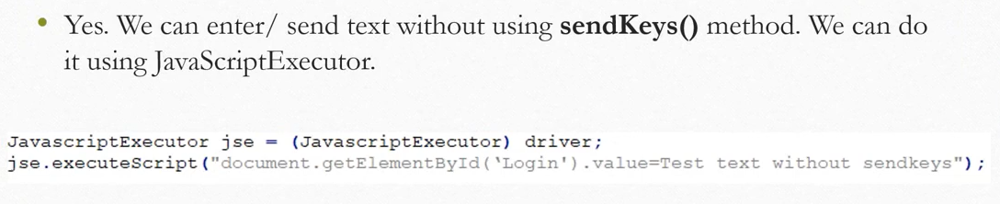 • Yes. We can enter/ send text without using sendKeys() method. We can do
it using JavaScriptExecutor.
JavascriptExecutor jse = (JavascriptExecutor) driver;
jse.executeScript("document.getElementById(‛Login').value=Test text without sendkeys");